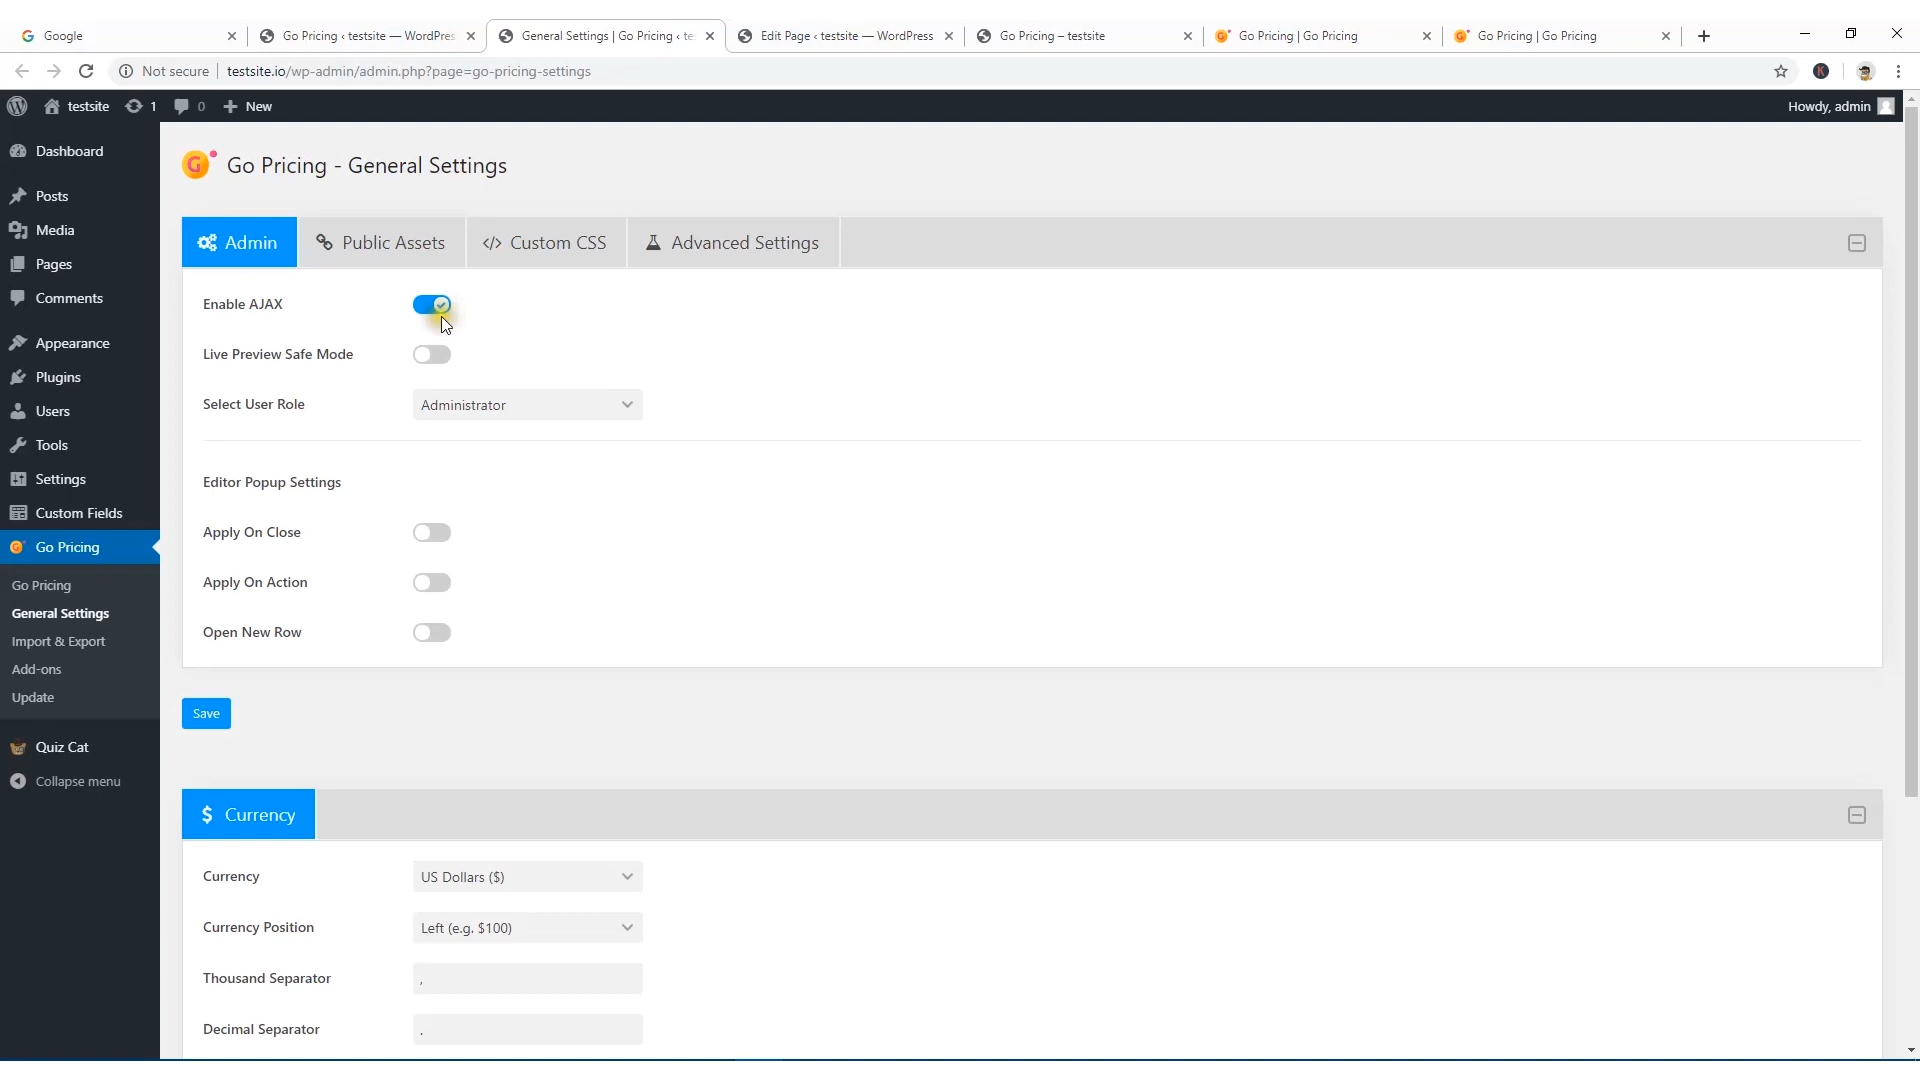 Google
Go Pricing ‹ testsite — WordPres
General Settings | Go Pricing ‹ te
Edit Page ‹ testsite — WordPress
Go Pricing – testsite
Go Pricing | Go Pricing
Go Pricing | Go Pricing
Not secure
testsite.io/wp-admin/admin.php?page=go-pricing-settings
K
testsite
1
0
New
Howdy, admin
Dashboard
Posts
Media
Pages
Comments
Appearance
Plugins
Users
Tools
Settings
Custom Fields
Go Pricing
Go Pricing
General Settings
Import & Export
Add-ons
Update
Quiz Cat
Collapse menu
Go Pricing - General Settings
Admin
Public Assets
</> Custom CSS
Advanced Settings
Enable AJAX
Live Preview Safe Mode
Select User Role
Administrator
Editor Popup Settings
Apply On Close
Apply On Action
Open New Row
Save
$ Currency
Currency
US Dollars ($)
Currency Position
Left (e.g. $100)
Thousand Separator
,
Decimal Separator
.